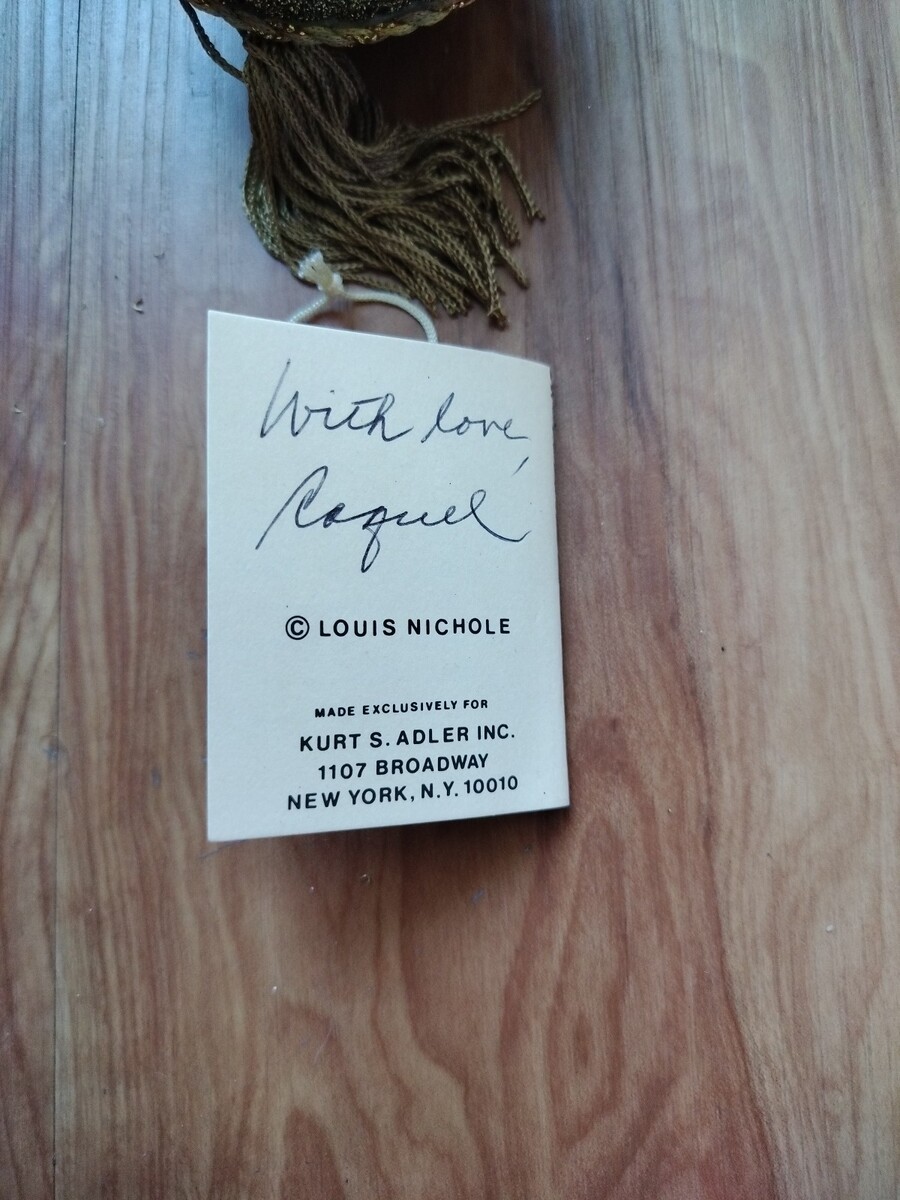 With love,
Raquel
© LOUIS NICHOLE
MADE EXCLUSIVELY FOR
KURT S. ADLER INC.
1107 BROADWAY
NEW YORK, N.Y. 10010